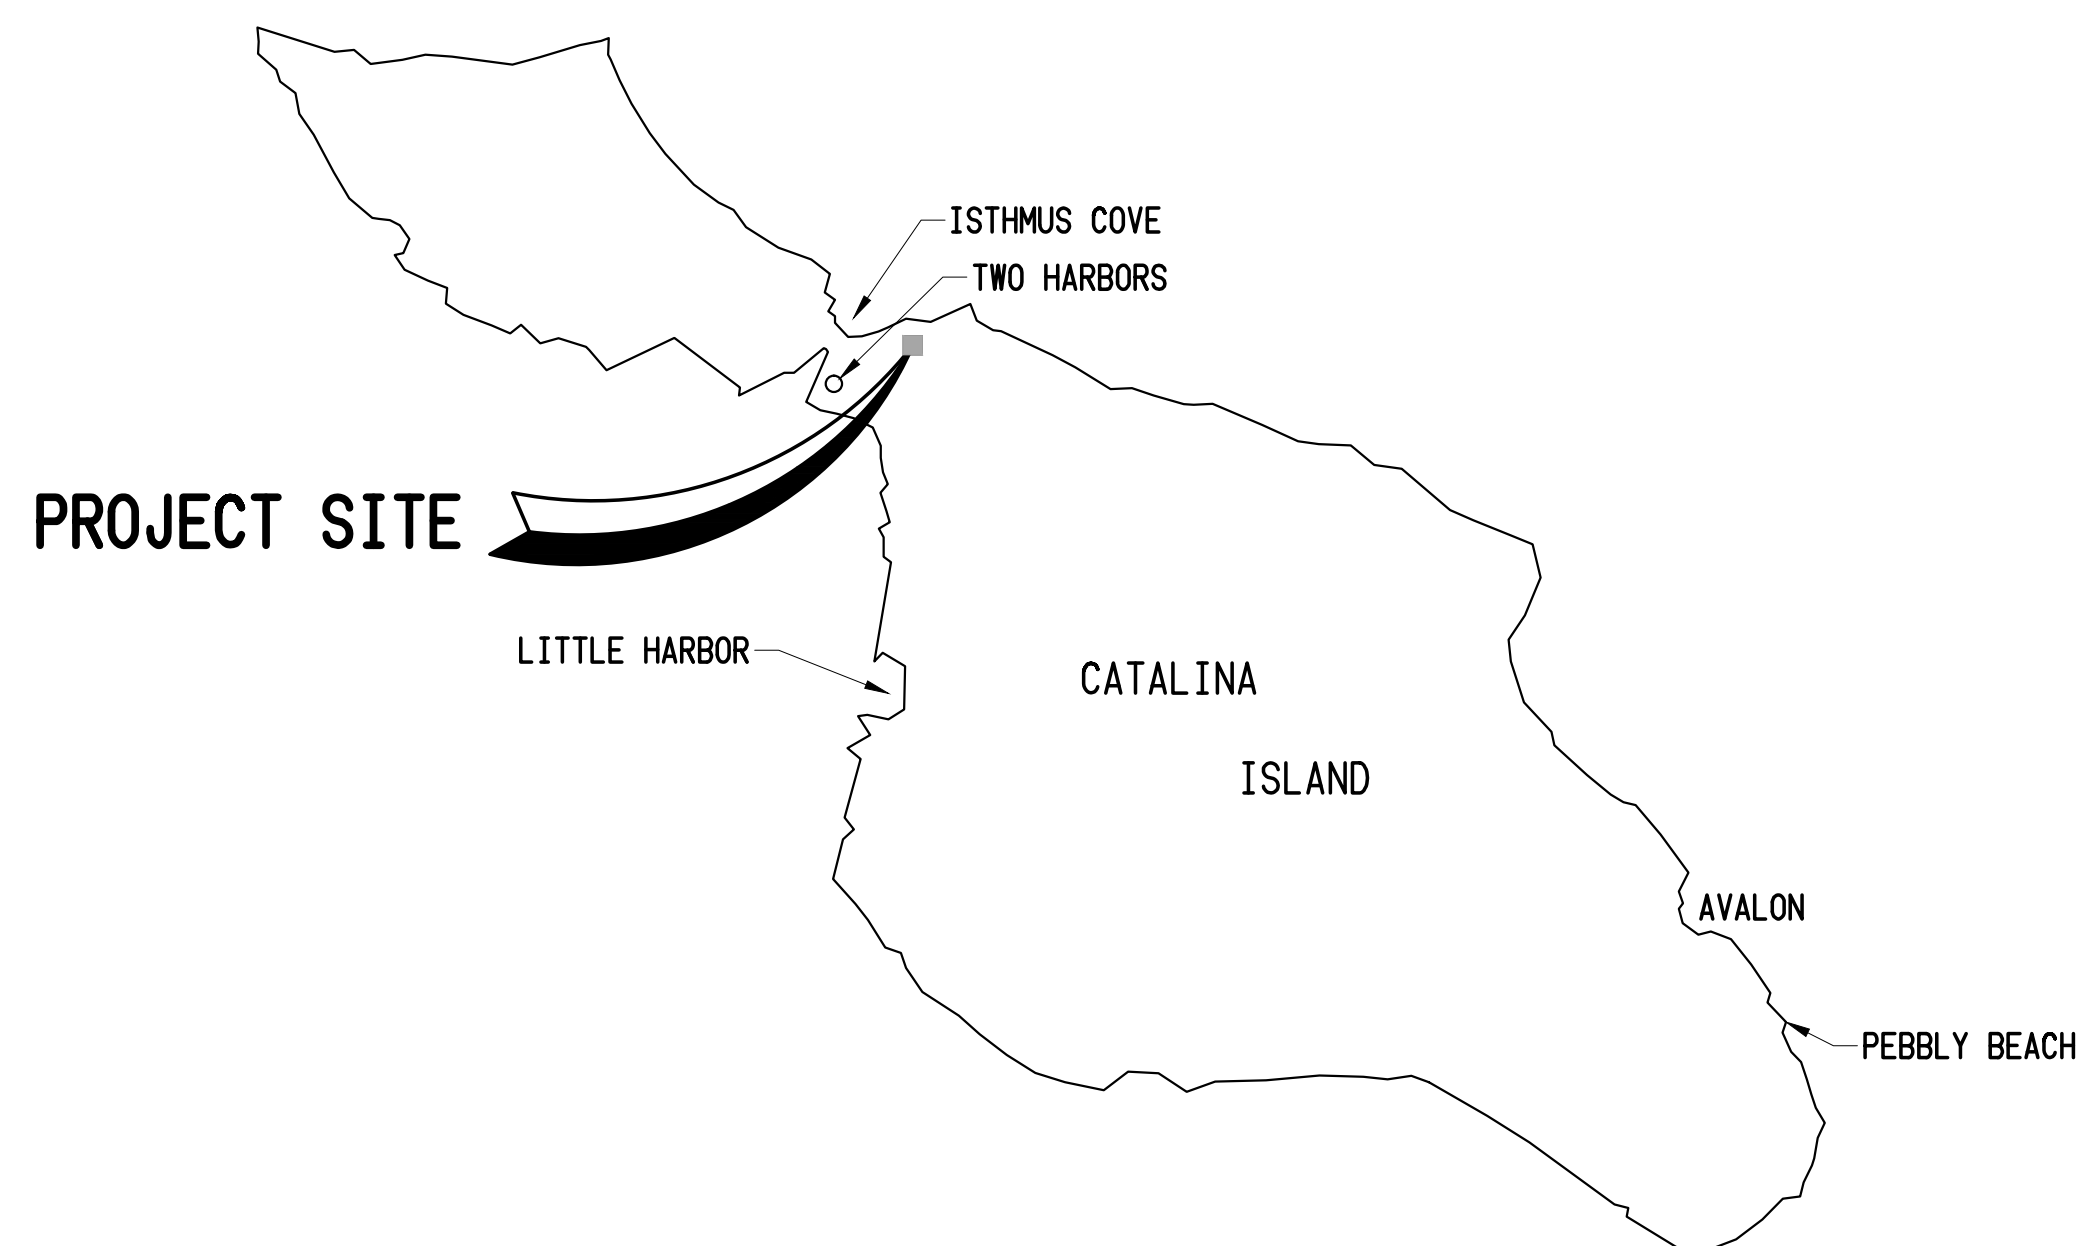 ISTHMUS COVE
TWO HARBORS
PROJECT SITE
LITTLE HARBOR
CATALINA
ISLAND
AVALON
PEBBLY BEACH